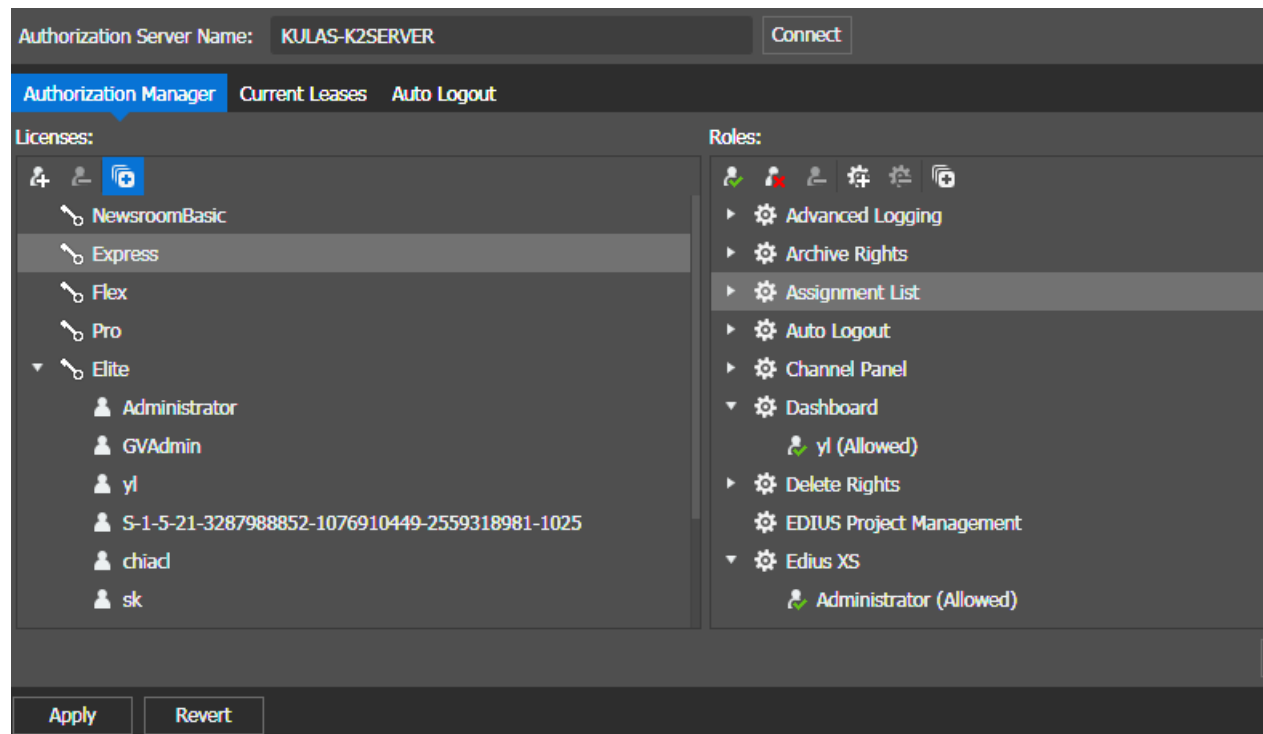 Authorization Server Name: KULAS-K2SERVER Connect
Authorization Manager Current Leases Auto Logout
Licenses:
NewsroomBasic
Express
Flex
Pro
Elite
Administrator
GVAdmin
yl
S-1-5-21-3287988852-1076910449-2559318981-1025
chiacl
sk
Roles:
Advanced Logging
Archive Rights
Assignment List
Auto Logout
Channel Panel
Dashboard
yl (Allowed)
Delete Rights
EDIUS Project Management
Edius XS
Administrator (Allowed)
Apply Revert